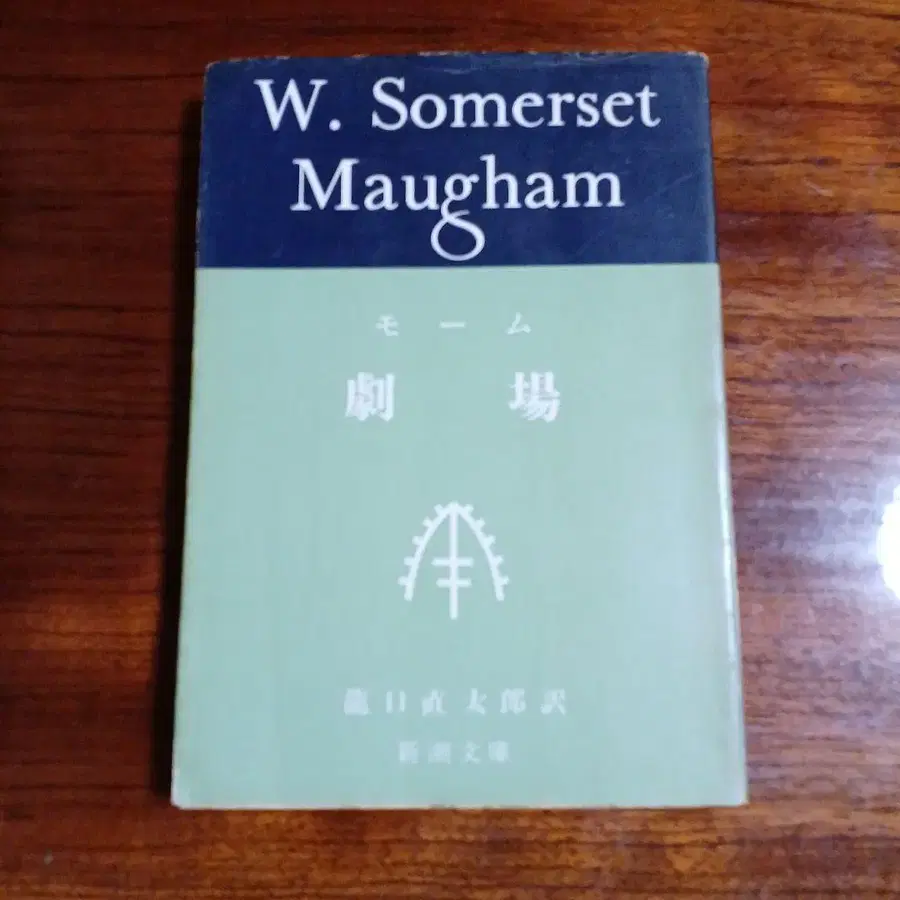 W. Somerset
Maugham
モーム
劇場
龍口直太郎訳
新潮文庫